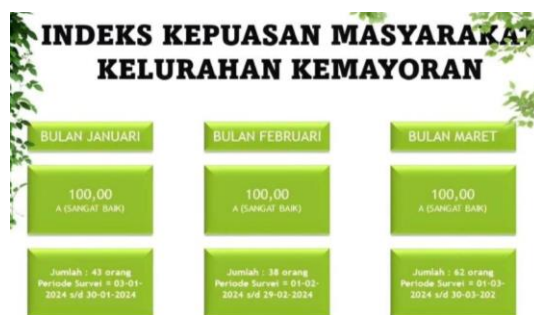 INDEKS KEPUASAN MASYARAKAT
KELURAHAN KEMAYORAN
BULAN JANUARI
100,00
A (SANGAT BAIK)
Jumlah : 43 orang
Periode Survei = 03-01-
2024 s/d 30-01-2024
BULAN FEBRUARI
100,00
A (SANGAT BAIK)
Jumlah : 38 orang
Periode Survei = 01-02-
2024 s/d 29-02-2024
BULAN MARET
100,00
A (SANGAT BAIK)
Jumlah : 62 orang
Periode Survei = 01-03-
2024 s/d 30-03-202